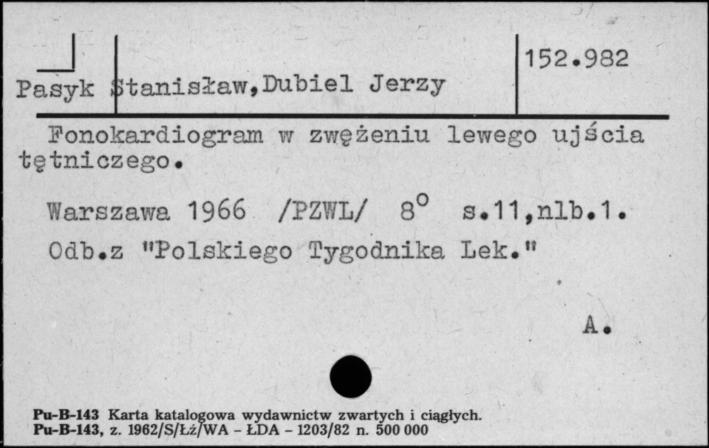 152.982
Pasyk Stanisław,Dubiel Jerzy
Fonokardiogram w zwężeniu lewego ujścia
tętniczego.
Warszawa 1966 /PZWL/ 8° s.11,nlb.1.
Odb.z "Polskiego Tygodnika Lek."
A.
Pu-B-143 Karta katalogowa wydawnictw zwartych i ciągłych.
Pu-B-143, z. 1962/S/Łź/WA - ŁDA - 1203/82 n. 500 000